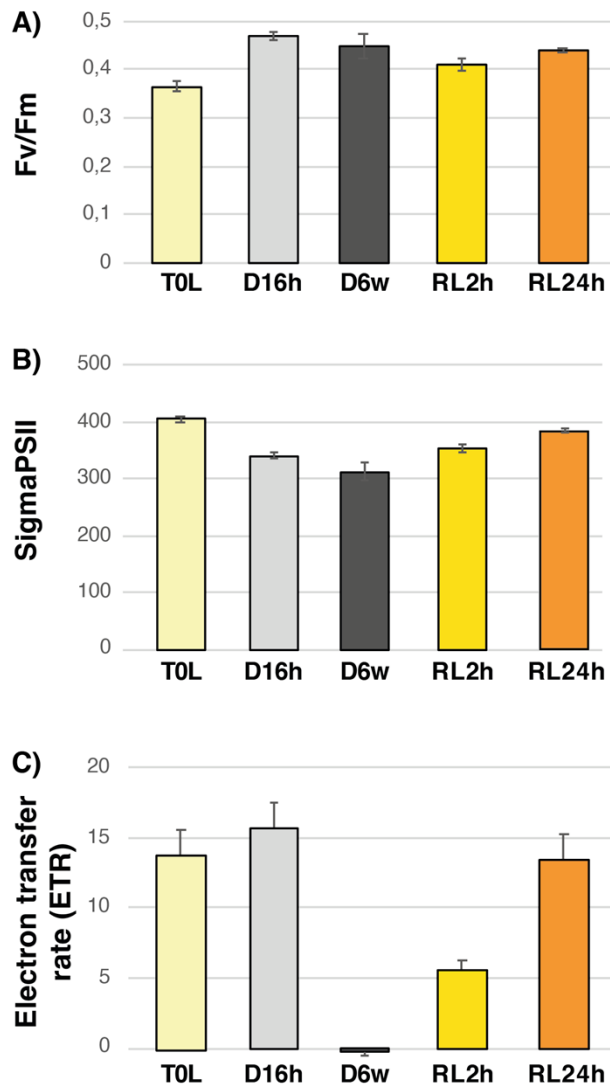 A)
Fv/Fm
0,5
0,4
0,3
0,2
0,1
0
T0L D16h D6w RL2h RL24h
B)
SigmaPSII
500
400
300
200
100
0
T0L D16h D6w RL2h RL24h
C)
Electron transfer
rate (ETR)
20
15
10
5
0
T0L D16h D6w RL2h RL24h